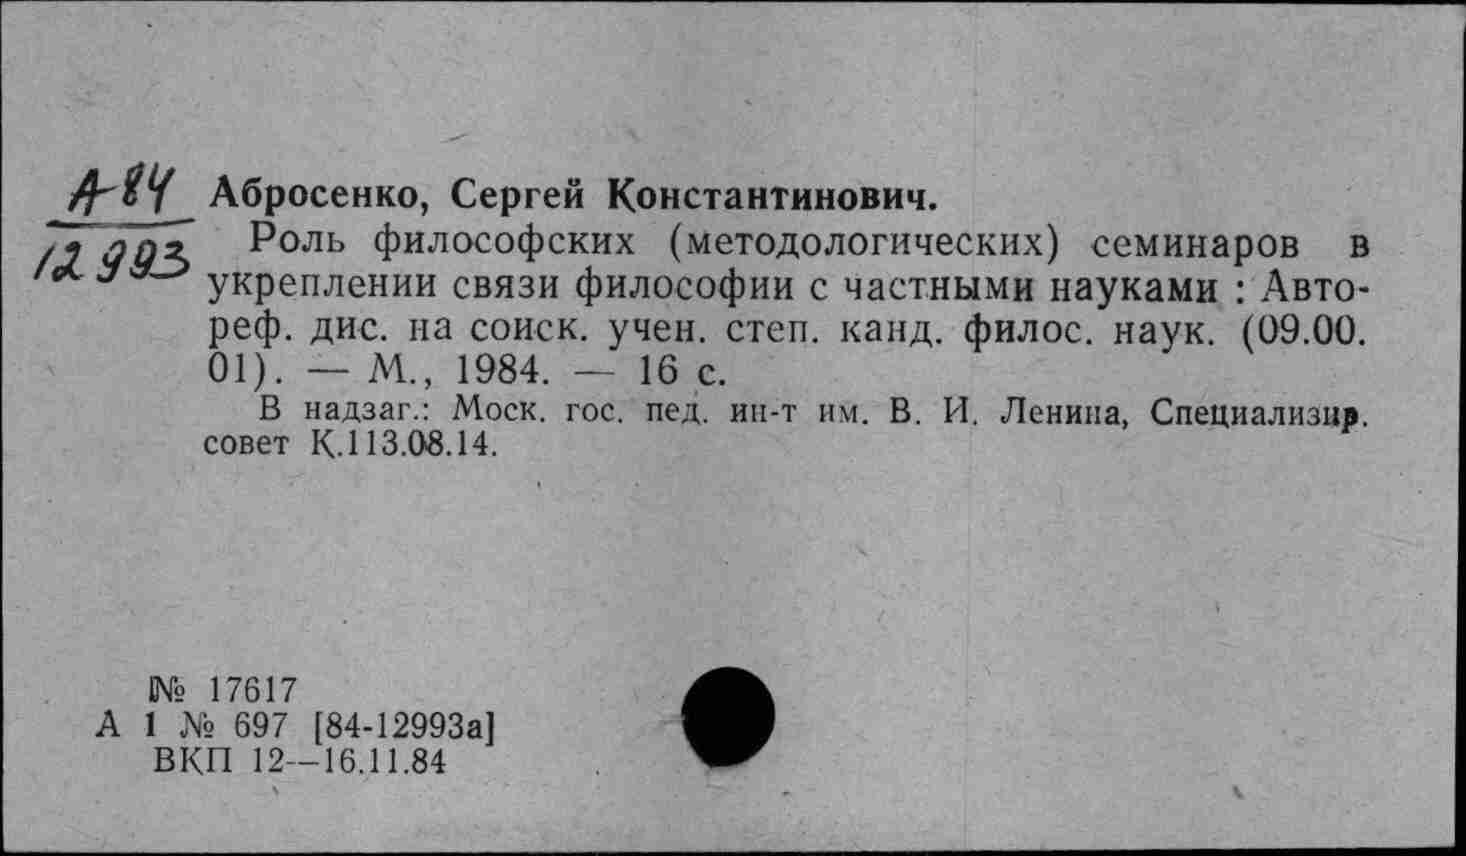 А-84
12993
Абросенко, Сергей Константинович.
Роль философских (методологических) семинаров в
укреплении связи философии с частными науками : Авто-
реф. дис. на соиск. учен. степ. канд. филос. наук. (09.00.
01). — М., 1984. — 16 с.
В надзаг.: Моск. гос. пед. ин-т им. В. И. Ленина, Специализир.
совет К.113.08.14.
№ 17617
А 1 № 697 [84-12993а]
ВКП 12—16.11.84